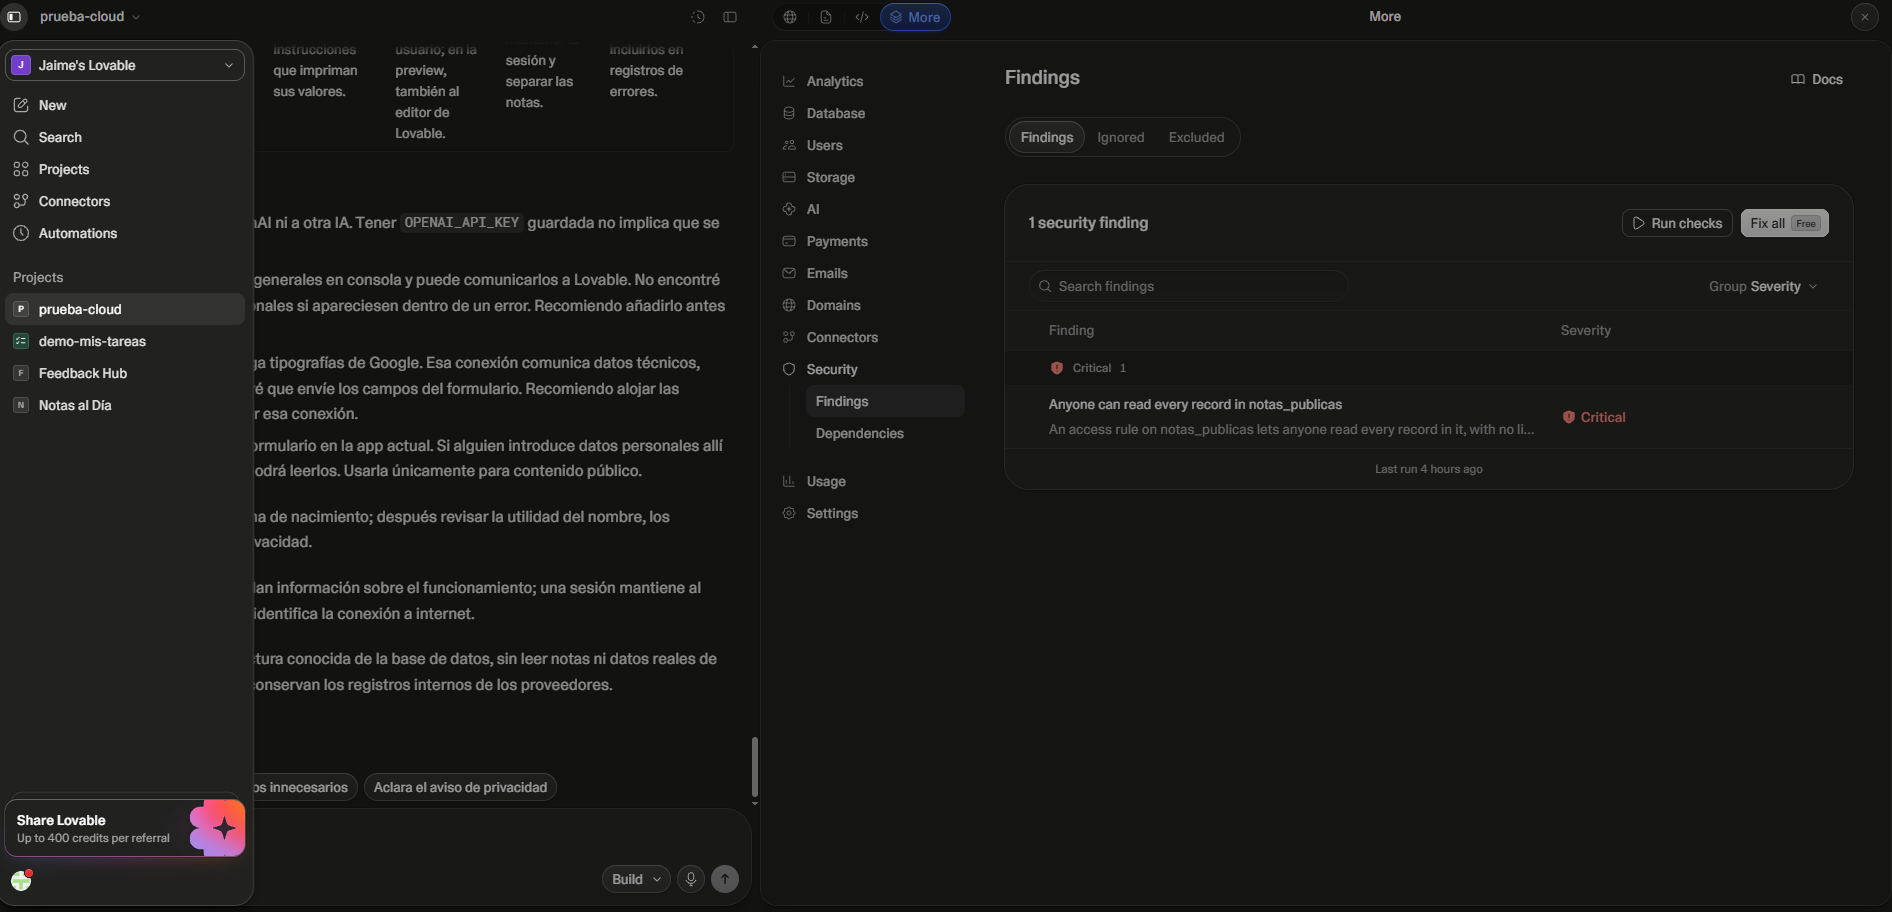 prueba-cloud
More
More
J Jaime's Lovable
New
Search
Projects
Connectors
Automations
Projects
P prueba-cloud
demo-mis-tareas
F Feedback Hub
N Notas al Día
Share Lovable
Up to 400 credits per referral
instrucciones
que impriman
sus valores.
usuario; en la
preview,
también al
editor de
Lovable.
sesión y
separar las
notas.
incluirlos en
registros de
errores.
AI ni a otra IA. Tener OPENAI_API_KEY guardada no implica que se
generales en consola y puede comunicarlos a Lovable. No encontré
nales si apareciesen dentro de un error. Recomiendo añadirlo antes
ga tipografías de Google. Esa conexión comunica datos técnicos,
ré que envíe los campos del formulario. Recomiendo alojar las
r esa conexión.
ormulario en la app actual. Si alguien introduce datos personales allí
podrá leerlos. Usarla únicamente para contenido público.
na de nacimiento; después revisar la utilidad del nombre, los
vacidad.
dan información sobre el funcionamiento; una sesión mantiene al
identifica la conexión a internet.
ctura conocida de la base de datos, sin leer notas ni datos reales de
conservan los registros internos de los proveedores.
os innecesarios
Aclara el aviso de privacidad
Build
Analytics
Database
Users
Storage
AI
Payments
Emails
Domains
Connectors
Security
Findings
Dependencies
Usage
Settings
Findings
Docs
Findings Ignored Excluded
1 security finding
Run checks
Fix all Free
Search findings
Group Severity
Finding Severity
Critical 1
Anyone can read every record in notas_publicas
An access rule on notas_publicas lets anyone read every record in it, with no li...
Critical
Last run 4 hours ago